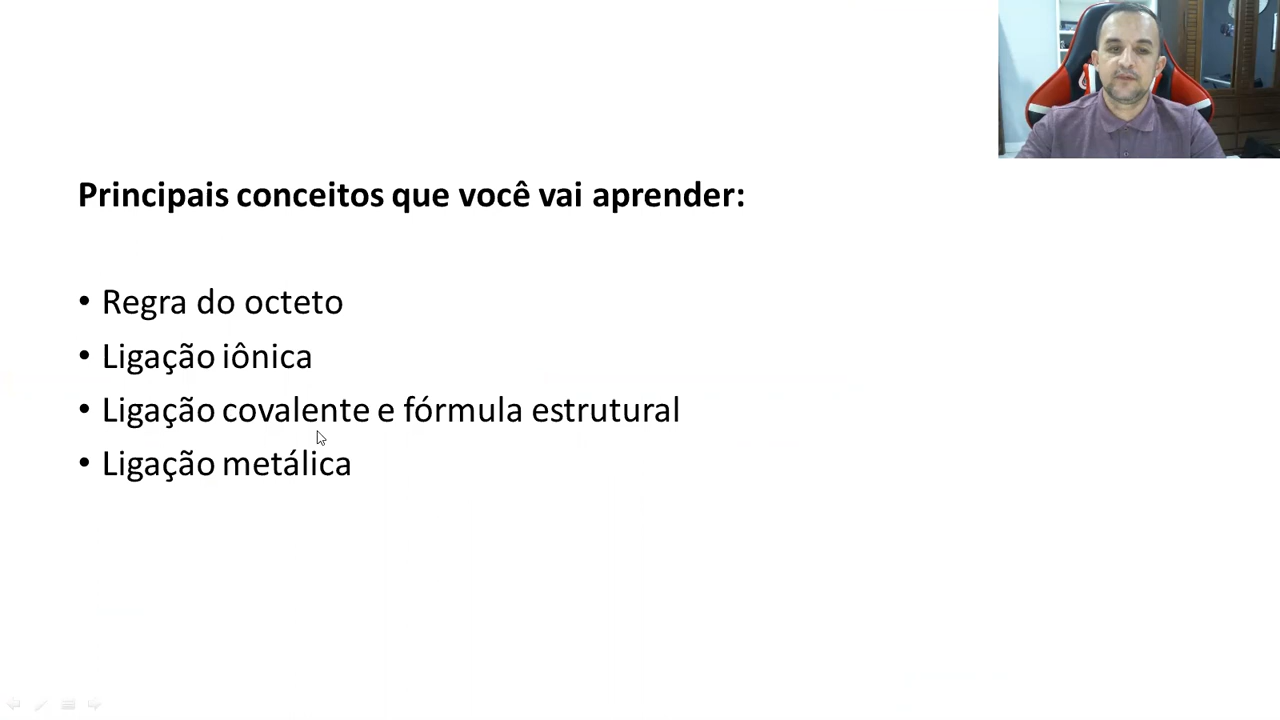 Principais conceitos que você vai aprender:
• Regra do octeto
• Ligação iônica
• Ligação covalente e fórmula estrutural
• Ligação metálica